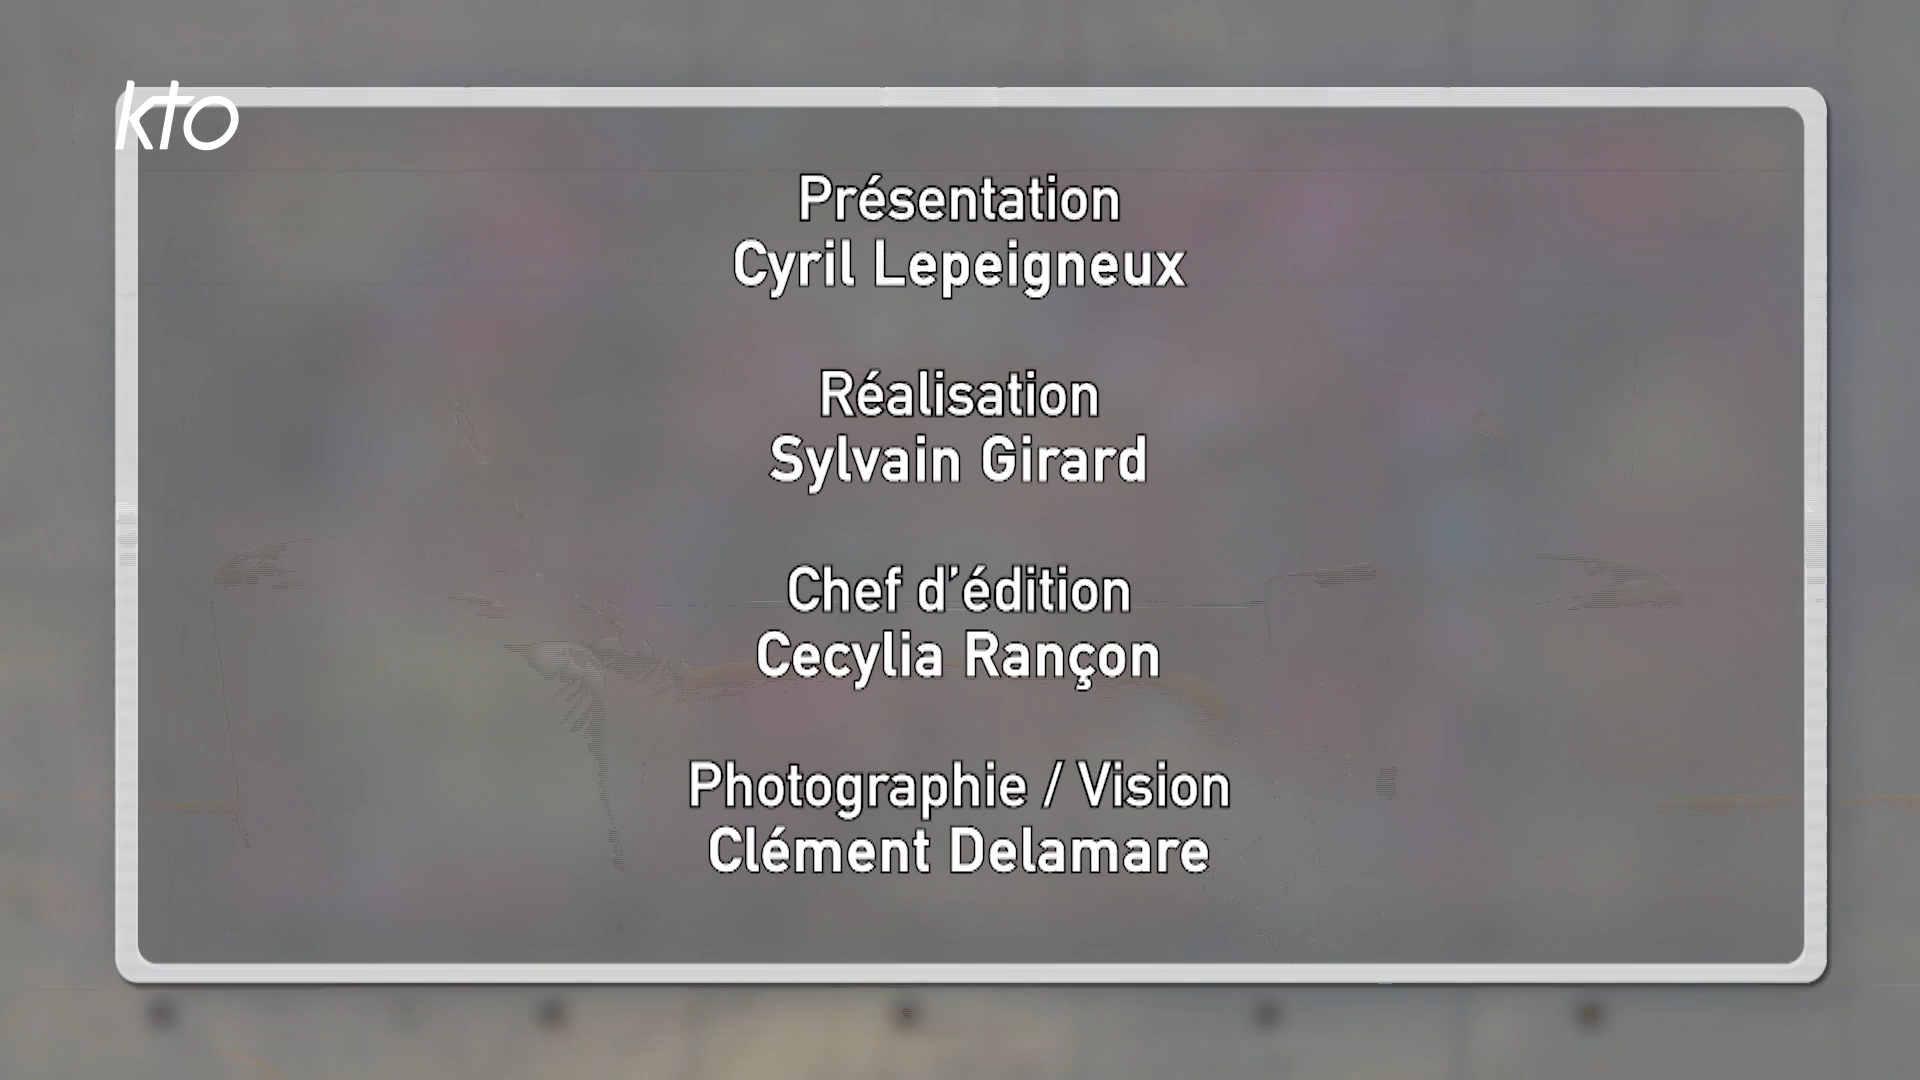 kto
Présentation
Cyril Lepeigneux
Réalisation
Sylvain Girard
Chef d'édition
Cecylia Rançon
Photographie / Vision
Clément Delamare